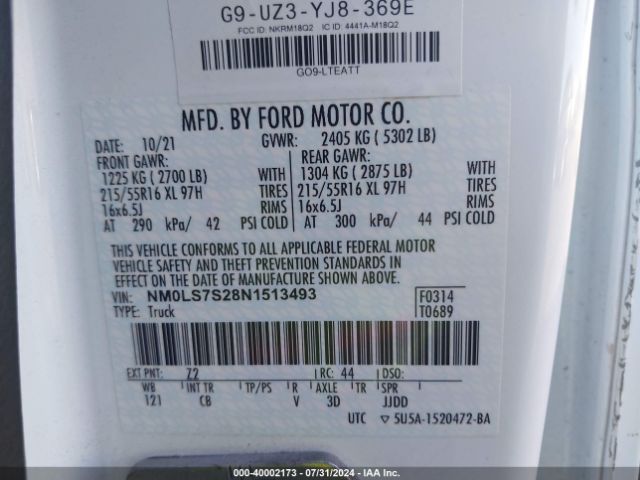 G9-UZ3-YJ8-369E
FCC ID: NKRM18Q2 IC ID: 4441A-M18Q2
GO9-LTEATT
MFD. BY FORD MOTOR CO.
DATE: 10/21 GVWR: 2405 KG ( 5302 LB)
FRONT GAWR: REAR GAWR:
1225 KG ( 2700 LB) WITH 1304 KG ( 2875 LB) WITH
215/55R16 XL 97H TIRES 215/55R16 XL 97H TIRES
16x6.5J RIMS 16x6.5J RIMS
AT 290 kPa/ 42 PSI COLD AT 300 kPa/ 44 PSI COLD
THIS VEHICLE CONFORMS TO ALL APPLICABLE FEDERAL MOTOR
VEHICLE SAFETY AND THEFT PREVENTION STANDARDS IN
EFFECT ON THE DATE OF MANUFACTURE SHOWN ABOVE.
VIN: NM0LS7S28N1513493 F0314
TYPE: Truck T0689
EXT PNT: Z2 RC: 44 DSO:
WB INT TR TP/PS R AXLE TR SPR
121 CB V 3D JJDD
UTC ▽ 5U5A-1520472-BA
000-40002173 - 07/31/2024 - IAA Inc.